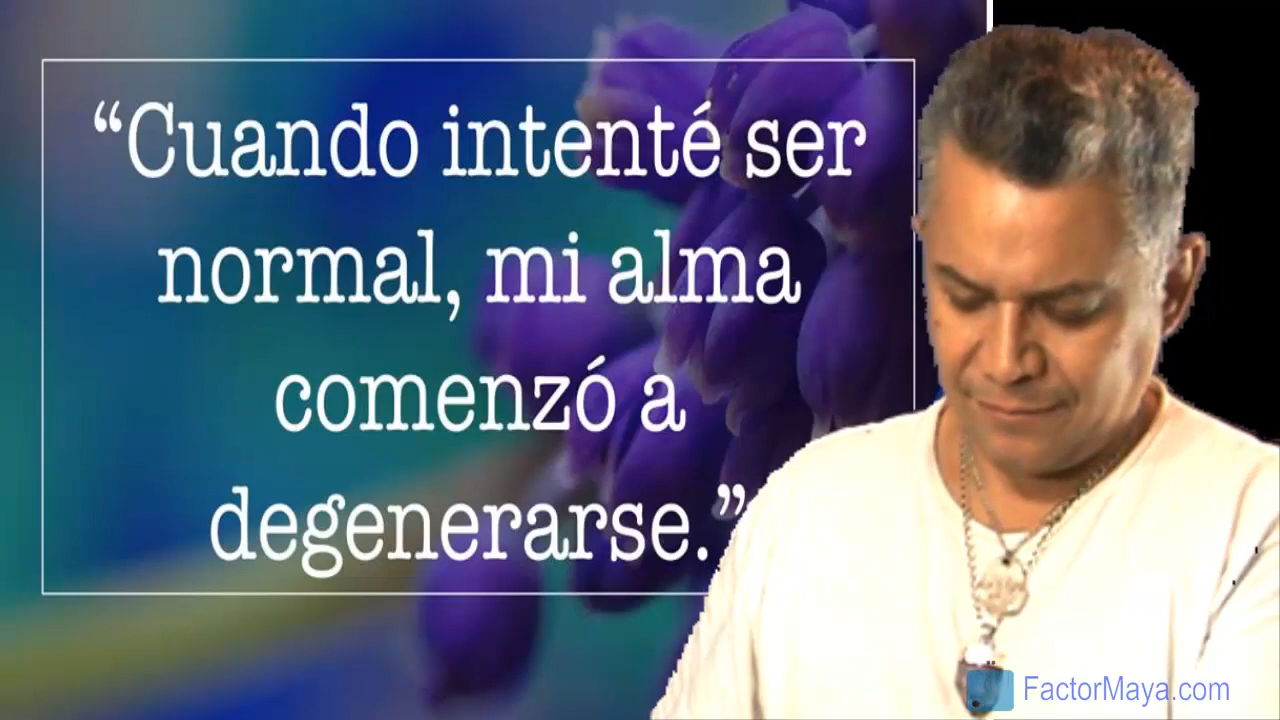 “Cuando intenté ser
normal, mi alma
comenzó a
degenerarse.”
FactorMaya.com